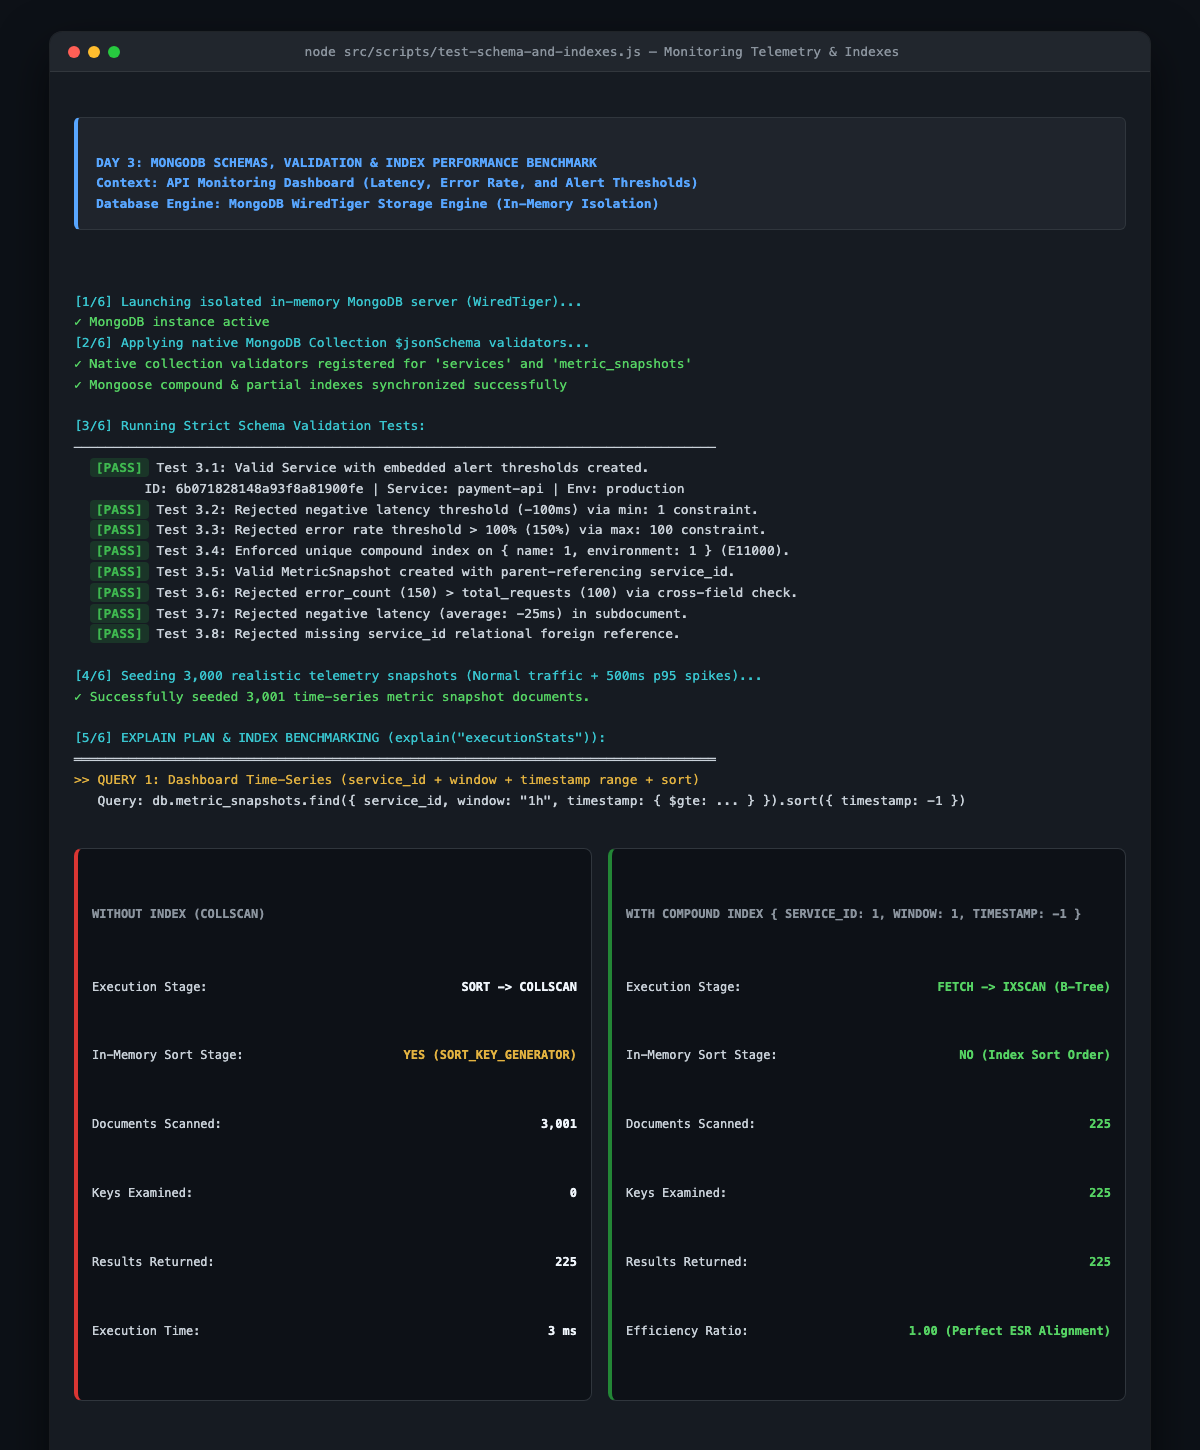 node src/scripts/test-schema-and-indexes.js — Monitoring Telemetry & Indexes
DAY 3: MONGODB SCHEMAS, VALIDATION & INDEX PERFORMANCE BENCHMARK
Context: API Monitoring Dashboard (Latency, Error Rate, and Alert Thresholds)
Database Engine: MongoDB WiredTiger Storage Engine (In-Memory Isolation)
[1/6] Launching isolated in-memory MongoDB server (WiredTiger)...
✓ MongoDB instance active
[2/6] Applying native MongoDB Collection $jsonSchema validators...
✓ Native collection validators registered for 'services' and 'metric_snapshots'
✓ Mongoose compound & partial indexes synchronized successfully
[3/6] Running Strict Schema Validation Tests:
[PASS] Test 3.1: Valid Service with embedded alert thresholds created.
ID: 6b071828148a93f8a81900fe | Service: payment-api | Env: production
[PASS] Test 3.2: Rejected negative latency threshold (-100ms) via min: 1 constraint.
[PASS] Test 3.3: Rejected error rate threshold > 100% (150%) via max: 100 constraint.
[PASS] Test 3.4: Enforced unique compound index on { name: 1, environment: 1 } (E11000).
[PASS] Test 3.5: Valid MetricSnapshot created with parent-referencing service_id.
[PASS] Test 3.6: Rejected error_count (150) > total_requests (100) via cross-field check.
[PASS] Test 3.7: Rejected negative latency (average: -25ms) in subdocument.
[PASS] Test 3.8: Rejected missing service_id relational foreign reference.
[4/6] Seeding 3,000 realistic telemetry snapshots (Normal traffic + 500ms p95 spikes)...
✓ Successfully seeded 3,001 time-series metric snapshot documents.
[5/6] EXPLAIN PLAN & INDEX BENCHMARKING (explain("executionStats")):
>> QUERY 1: Dashboard Time-Series (service_id + window + timestamp range + sort)
Query: db.metric_snapshots.find({ service_id, window: "1h", timestamp: { $gte: ... } }).sort({ timestamp: -1 })
WITHOUT INDEX (COLLSCAN)
Execution Stage: SORT -> COLLSCAN
In-Memory Sort Stage: YES (SORT_KEY_GENERATOR)
Documents Scanned: 3,001
Keys Examined: 0
Results Returned: 225
Execution Time: 3 ms
WITH COMPOUND INDEX { SERVICE_ID: 1, WINDOW: 1, TIMESTAMP: -1 }
Execution Stage: FETCH -> IXSCAN (B-Tree)
In-Memory Sort Stage: NO (Index Sort Order)
Documents Scanned: 225
Keys Examined: 225
Results Returned: 225
Efficiency Ratio: 1.00 (Perfect ESR Alignment)